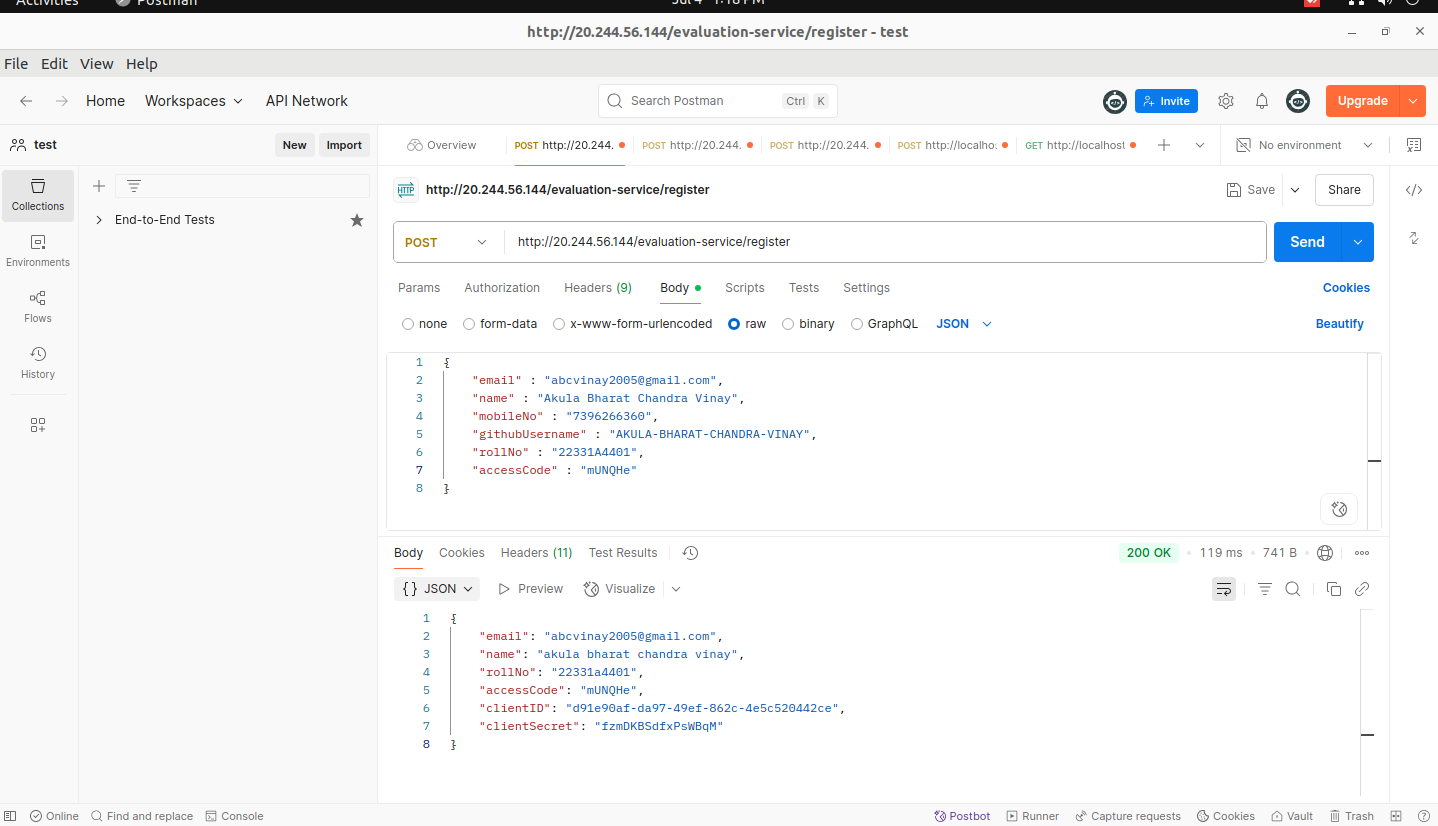 Activities Postman Jul 4 1:18 PM
http://20.244.56.144/evaluation-service/register - test
File Edit View Help
Home Workspaces API Network Search Postman Ctrl K Invite Upgrade
test New Import Overview POST http://20.244. POST http://20.244. POST http://20.244. POST http://localho: GET http://localhost No environment
Collections
HTTP http://20.244.56.144/evaluation-service/register Save Share
End-to-End Tests
POST http://20.244.56.144/evaluation-service/register Send
Environments
Params Authorization Headers (9) Body Scripts Tests Settings Cookies
Flows
none form-data x-www-form-urlencoded raw binary GraphQL JSON Beautify
History
1 {
2 "email" : "abcvinay2005@gmail.com",
3 "name" : "Akula Bharat Chandra Vinay",
4 "mobileNo" : "7396266360",
5 "githubUsername" : "AKULA-BHARAT-CHANDRA-VINAY",
6 "rollNo" : "22331A4401",
7 "accessCode" : "mUNQHe"
8 }
Body Cookies Headers (11) Test Results 200 OK 119 ms 741 B
{} JSON Preview Visualize
1 {
2 "email": "abcvinay2005@gmail.com",
3 "name": "akula bharat chandra vinay",
4 "rollNo": "22331a4401",
5 "accessCode": "mUNQHe",
6 "clientID": "d91e90af-da97-49ef-862c-4e5c520442ce",
7 "clientSecret": "fzmDKBSdfxPsWBqM"
8 }
Online Find and replace Console Postbot Runner Capture requests Cookies Vault Trash